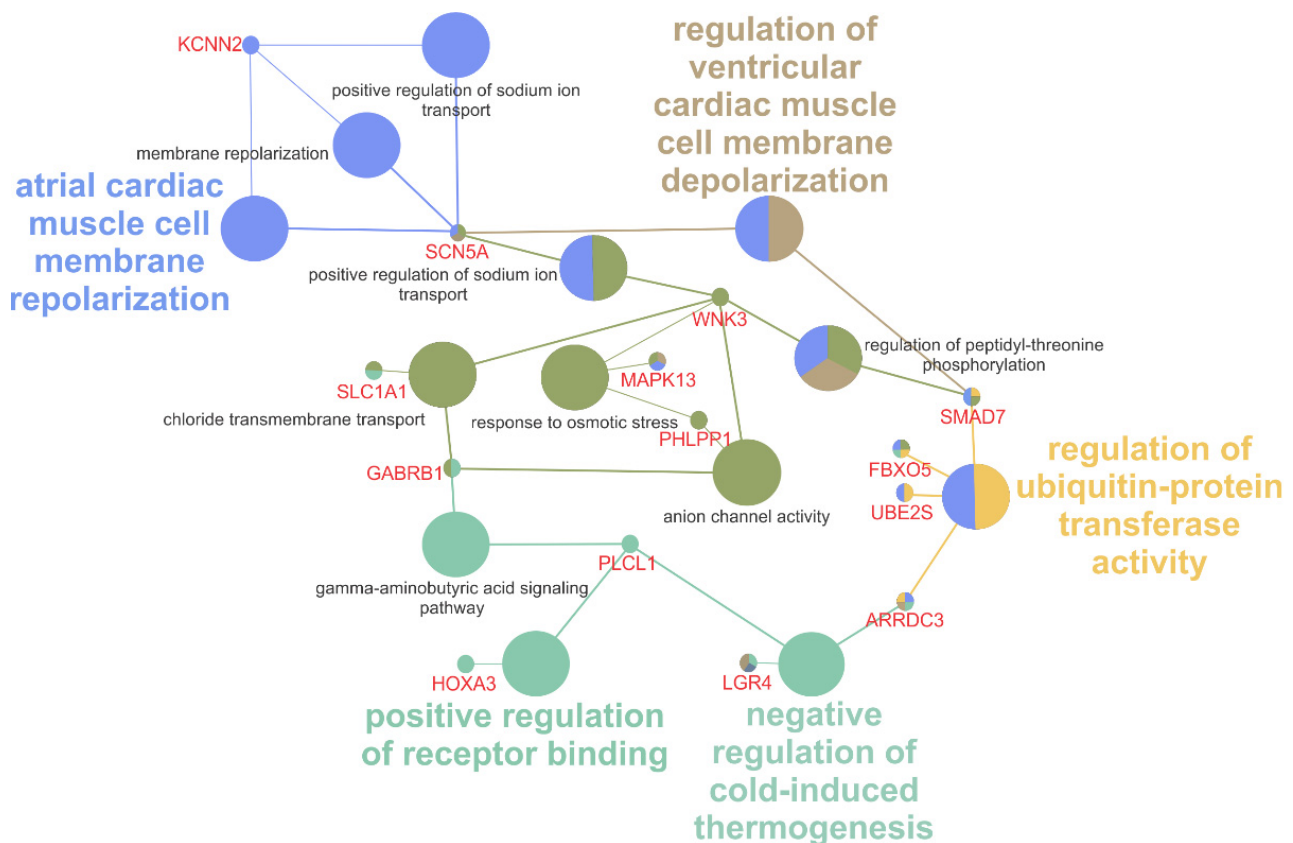 KCNN2
positive regulation of sodium ion
transport
regulation of
ventricular
cardiac muscle
cell membrane
depolarization
membrane repolarization
atrial cardiac
muscle cell
membrane
repolarization
SCN5A
positive regulation of sodium ion
transport
WNK3
regulation of peptidyl-threonine
phosphorylation
SLC1A1
chloride transmembrane transport
MAPK13
response to osmotic stress
PHLPP1
SMAD7
GABRB1
anion channel activity
FBXO5
UBE2S
regulation of
ubiquitin-protein
transferase
activity
gamma-aminobutyric acid signaling
pathway
PLCL1
ARRDC3
HOXA3
positive regulation
of receptor binding
LGR4
negative
regulation of
cold-induced
thermogenesis